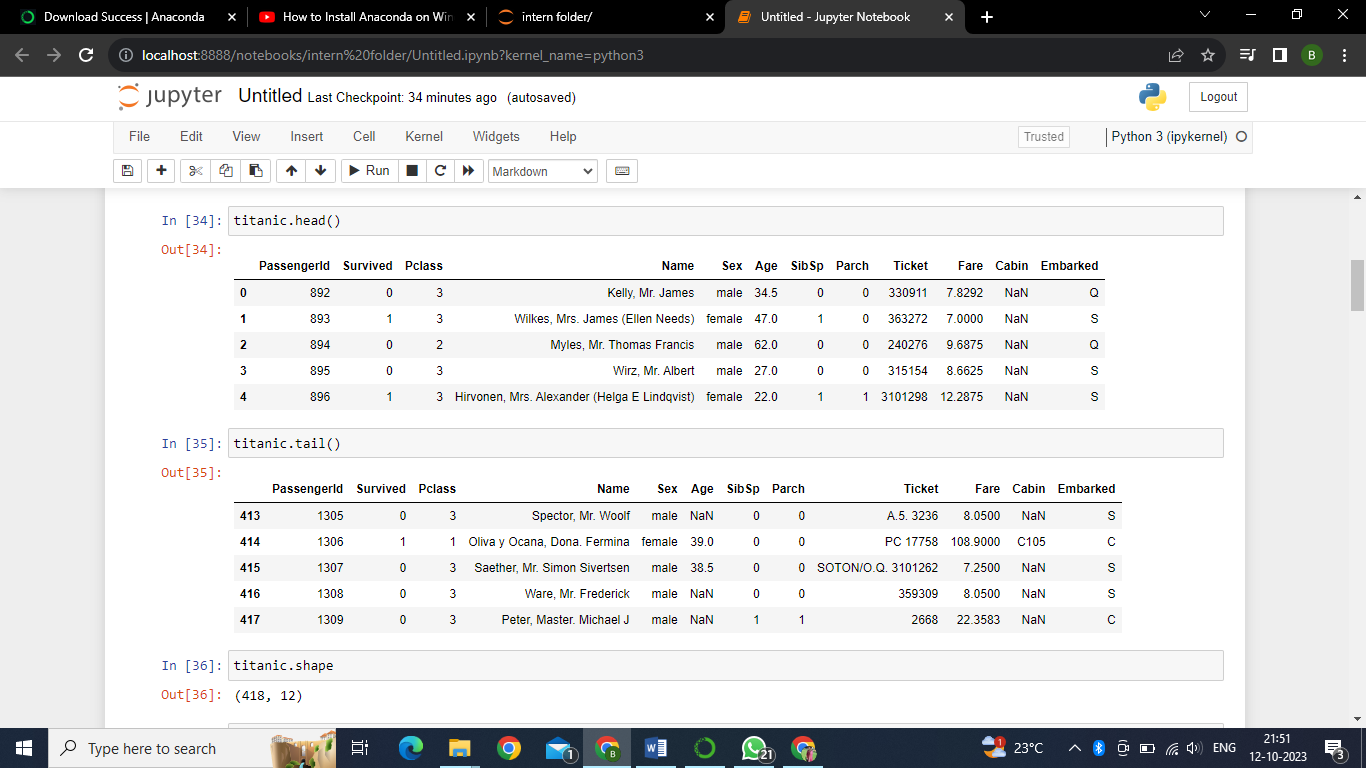 Download Success | Anaconda
How to Install Anaconda on Win
intern folder/
Untitled - Jupyter Notebook
localhost:8888/notebooks/intern%20folder/Untitled.ipynb?kernel_name=python3
B
jupyter Untitled Last Checkpoint: 34 minutes ago (autosaved)
Logout
File Edit View Insert Cell Kernel Widgets Help
Trusted
Python 3 (ipykernel)
Run
Markdown
In [34]: titanic.head()
Out[34]:
PassengerId Survived Pclass Name Sex Age SibSp Parch Ticket Fare Cabin Embarked
0 892 0 3 Kelly, Mr. James male 34.5 0 0 330911 7.8292 NaN Q
1 893 1 3 Wilkes, Mrs. James (Ellen Needs) female 47.0 1 0 363272 7.0000 NaN S
2 894 0 2 Myles, Mr. Thomas Francis male 62.0 0 0 240276 9.6875 NaN Q
3 895 0 3 Wirz, Mr. Albert male 27.0 0 0 315154 8.6625 NaN S
4 896 1 3 Hirvonen, Mrs. Alexander (Helga E Lindqvist) female 22.0 1 1 3101298 12.2875 NaN S
In [35]: titanic.tail()
Out[35]:
PassengerId Survived Pclass Name Sex Age SibSp Parch Ticket Fare Cabin Embarked
413 1305 0 3 Spector, Mr. Woolf male NaN 0 0 A.5. 3236 8.0500 NaN S
414 1306 1 1 Oliva y Ocana, Dona. Fermina female 39.0 0 0 PC 17758 108.9000 C105 C
415 1307 0 3 Saether, Mr. Simon Sivertsen male 38.5 0 0 SOTON/O.Q. 3101262 7.2500 NaN S
416 1308 0 3 Ware, Mr. Frederick male NaN 0 0 359309 8.0500 NaN S
417 1309 0 3 Peter, Master. Michael J male NaN 1 1 2668 22.3583 NaN C
In [36]: titanic.shape
Out[36]: (418, 12)
Type here to search
1
B
21
1
23°C
ENG
21:51
12-10-2023
3